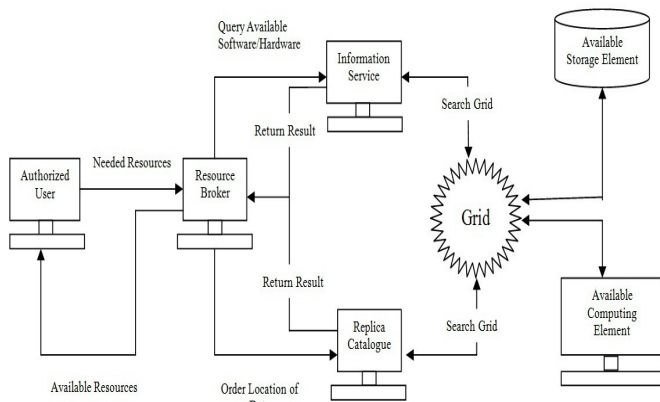 Query Available
Software/Hardware
Information
Service
Available
Storage Element
Search Grid
Return Result
Needed Resources
Authorized
User
Resource
Broker
Grid
Return Result
Available
Computing
Element
Replica
Catalogue
Search Grid
Available Resources
Order Location of